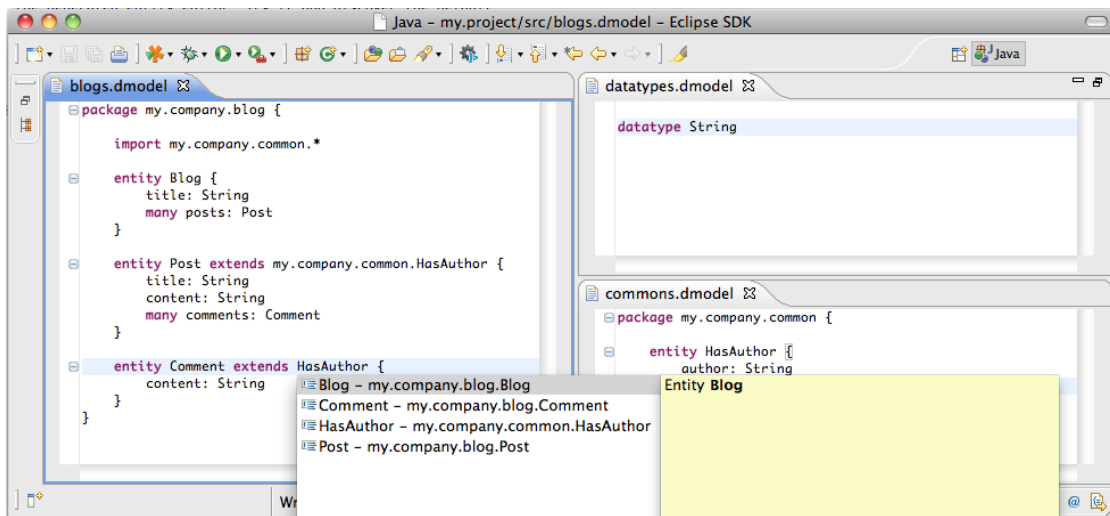 Java – my.project/src/blogs.dmodel – Eclipse SDK
Java
blogs.dmodel
package my.company.blog {
import my.company.common.*
entity Blog {
title: String
many posts: Post
}
entity Post extends my.company.common.HasAuthor {
title: String
content: String
many comments: Comment
}
entity Comment extends HasAuthor {
content: String
}
}
datatypes.dmodel
datatype String
commons.dmodel
package my.company.common {
entity HasAuthor {
author: String
Blog – my.company.blog.Blog
Comment – my.company.blog.Comment
HasAuthor – my.company.common.HasAuthor
Post – my.company.blog.Post
Entity Blog
Wr
@